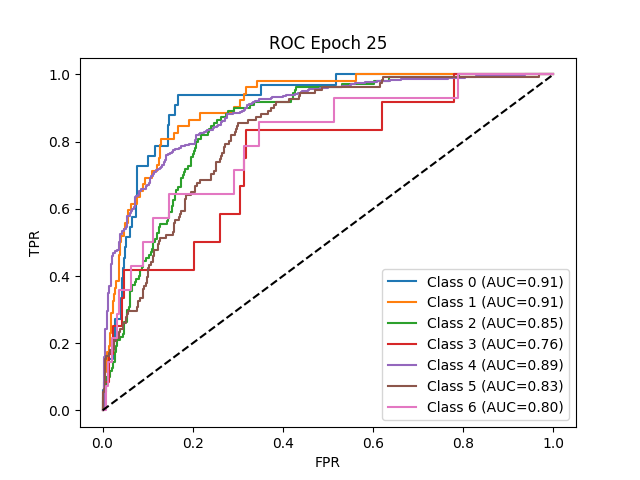 ROC Epoch 25
TPR
1.0
0.8
0.6
0.4
0.2
0.0
Class 0 (AUC=0.91)
Class 1 (AUC=0.91)
Class 2 (AUC=0.85)
Class 3 (AUC=0.76)
Class 4 (AUC=0.89)
Class 5 (AUC=0.83)
Class 6 (AUC=0.80)
0.0 0.2 0.4 0.6 0.8 1.0
FPR